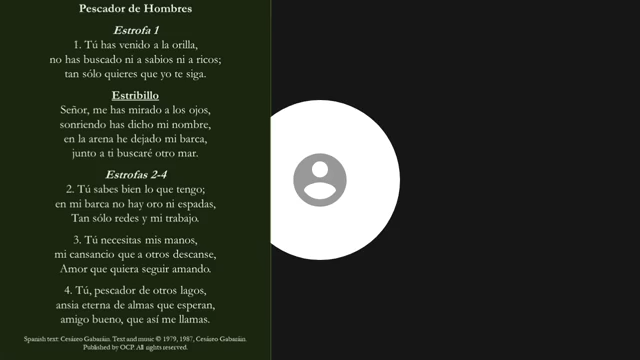 Pescador de Hombres
Estrofa 1
1. Tú has venido a la orilla,
no has buscado ni a sabios ni a ricos;
tan sólo quieres que yo te siga.
Estribillo
Señor, me has mirado a los ojos,
sonriendo has dicho mi nombre,
en la arena he dejado mi barca,
junto a ti buscaré otro mar.
Estrofas 2-4
2. Tú sabes bien lo que tengo;
en mi barca no hay oro ni espadas,
Tan sólo redes y mi trabajo.
3. Tú necesitas mis manos,
mi cansancio que a otros descanse,
Amor que quiera seguir amando.
4. Tú, pescador de otros lagos,
ansia eterna de almas que esperan,
amigo bueno, que así me llamas.
Spanish text: Cesáreo Gabaráin. Text and music © 1979, 1987, Cesáreo Gabaráin.
Published by OCP. All rights reserved.